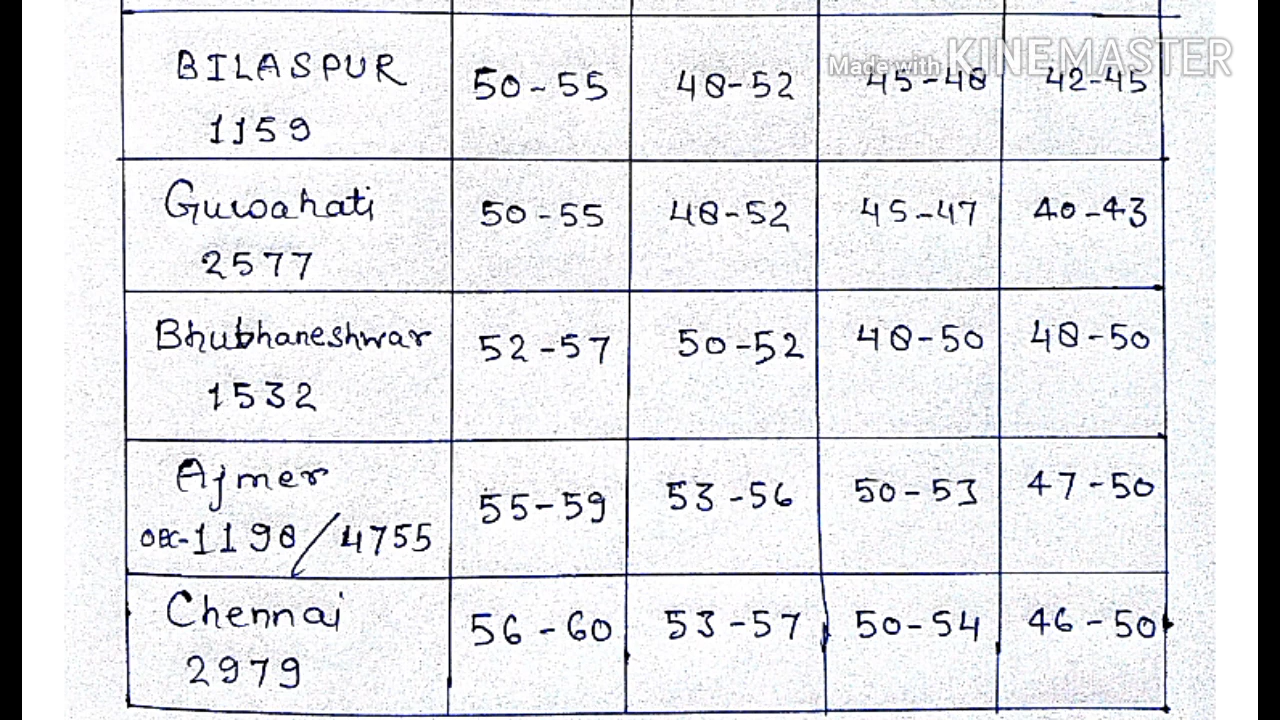 BILASPUR 50-55 48-52 45-48 42-45
1159
Guwahati 50-55 48-52 45-47 40-43
2577
Bhubhaneshwar 52-57 50-52 48-50 48-50
1532
Ajmer 55-59 53-56 50-53 47-50
OBC-1198/4755
Chennai 56-60 53-57 50-54 46-50
2979
Made with KINEMASTER